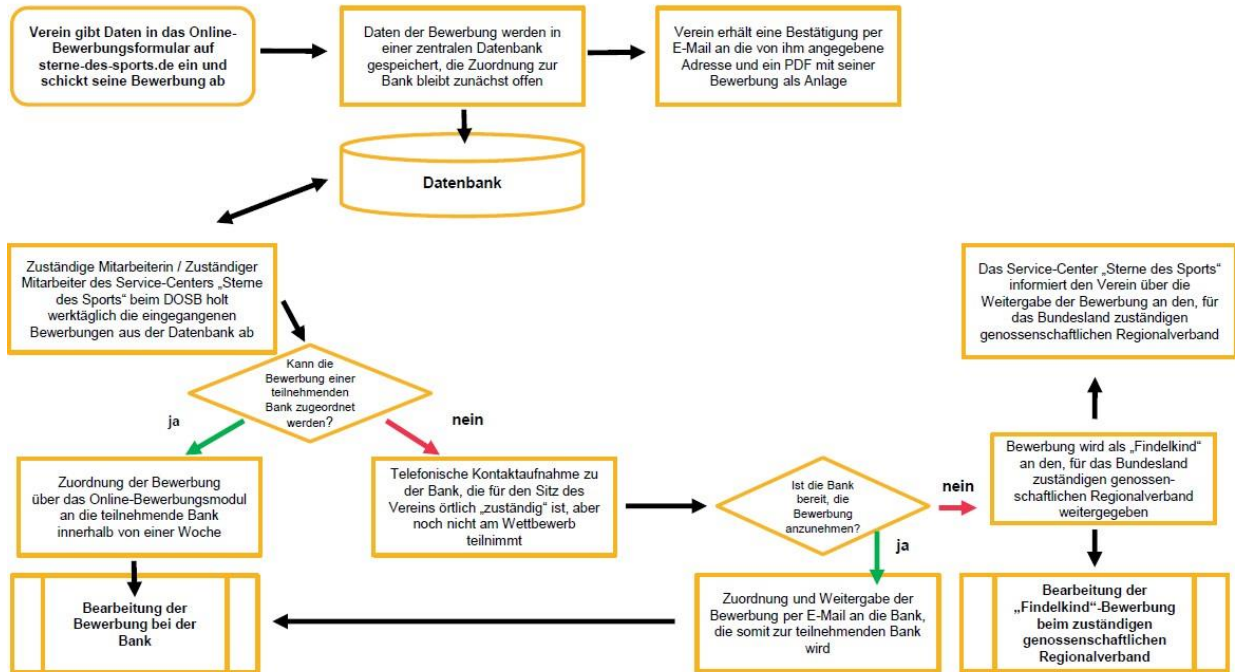 Verein gibt Daten in das Online-
Bewerbungsformular auf
sterne-des-sports.de ein und
schickt seine Bewerbung ab
Daten der Bewerbung werden in
einer zentralen Datenbank
gespeichert, die Zuordnung zur
Bank bleibt zunächst offen
Verein erhält eine Bestätigung per
E-Mail an die von ihm angegebene
Adresse und ein PDF mit seiner
Bewerbung als Anlage
Datenbank
Zuständige Mitarbeiterin / Zuständiger
Mitarbeiter des Service-Centers „Sterne
des Sports“ beim DOSB holt
werktäglich die eingegangenen
Bewerbungen aus der Datenbank ab
Das Service-Center „Sterne des Sports“
informiert den Verein über die
Weitergabe der Bewerbung an den, für
das Bundesland zuständigen
genossenschaftlichen Regionalverband
Kann die
Bewerbung einer
teilnehmenden
Bank zugeordnet
werden?
ja
nein
Zuordnung der Bewerbung
über das Online-Bewerbungsmodul
an die teilnehmende Bank
innerhalb von einer Woche
Telefonische Kontaktaufnahme zu
der Bank, die für den Sitz des
Vereins örtlich „zuständig“ ist, aber
noch nicht am Wettbewerb
teilnimmt
Ist die Bank
bereit, die
Bewerbung
anzunehmen?
nein
ja
Bewerbung wird als „Findelkind“
an den, für das Bundesland
zuständigen genossen-
schaftlichen Regionalverband
weitergegeben
Bearbeitung der
Bewerbung bei der
Bank
Zuordnung und Weitergabe der
Bewerbung per E-Mail an die Bank,
die somit zur teilnehmenden Bank
wird
Bearbeitung der
„Findelkind“-Bewerbung
beim zuständigen
genossenschaftlichen
Regionalverband